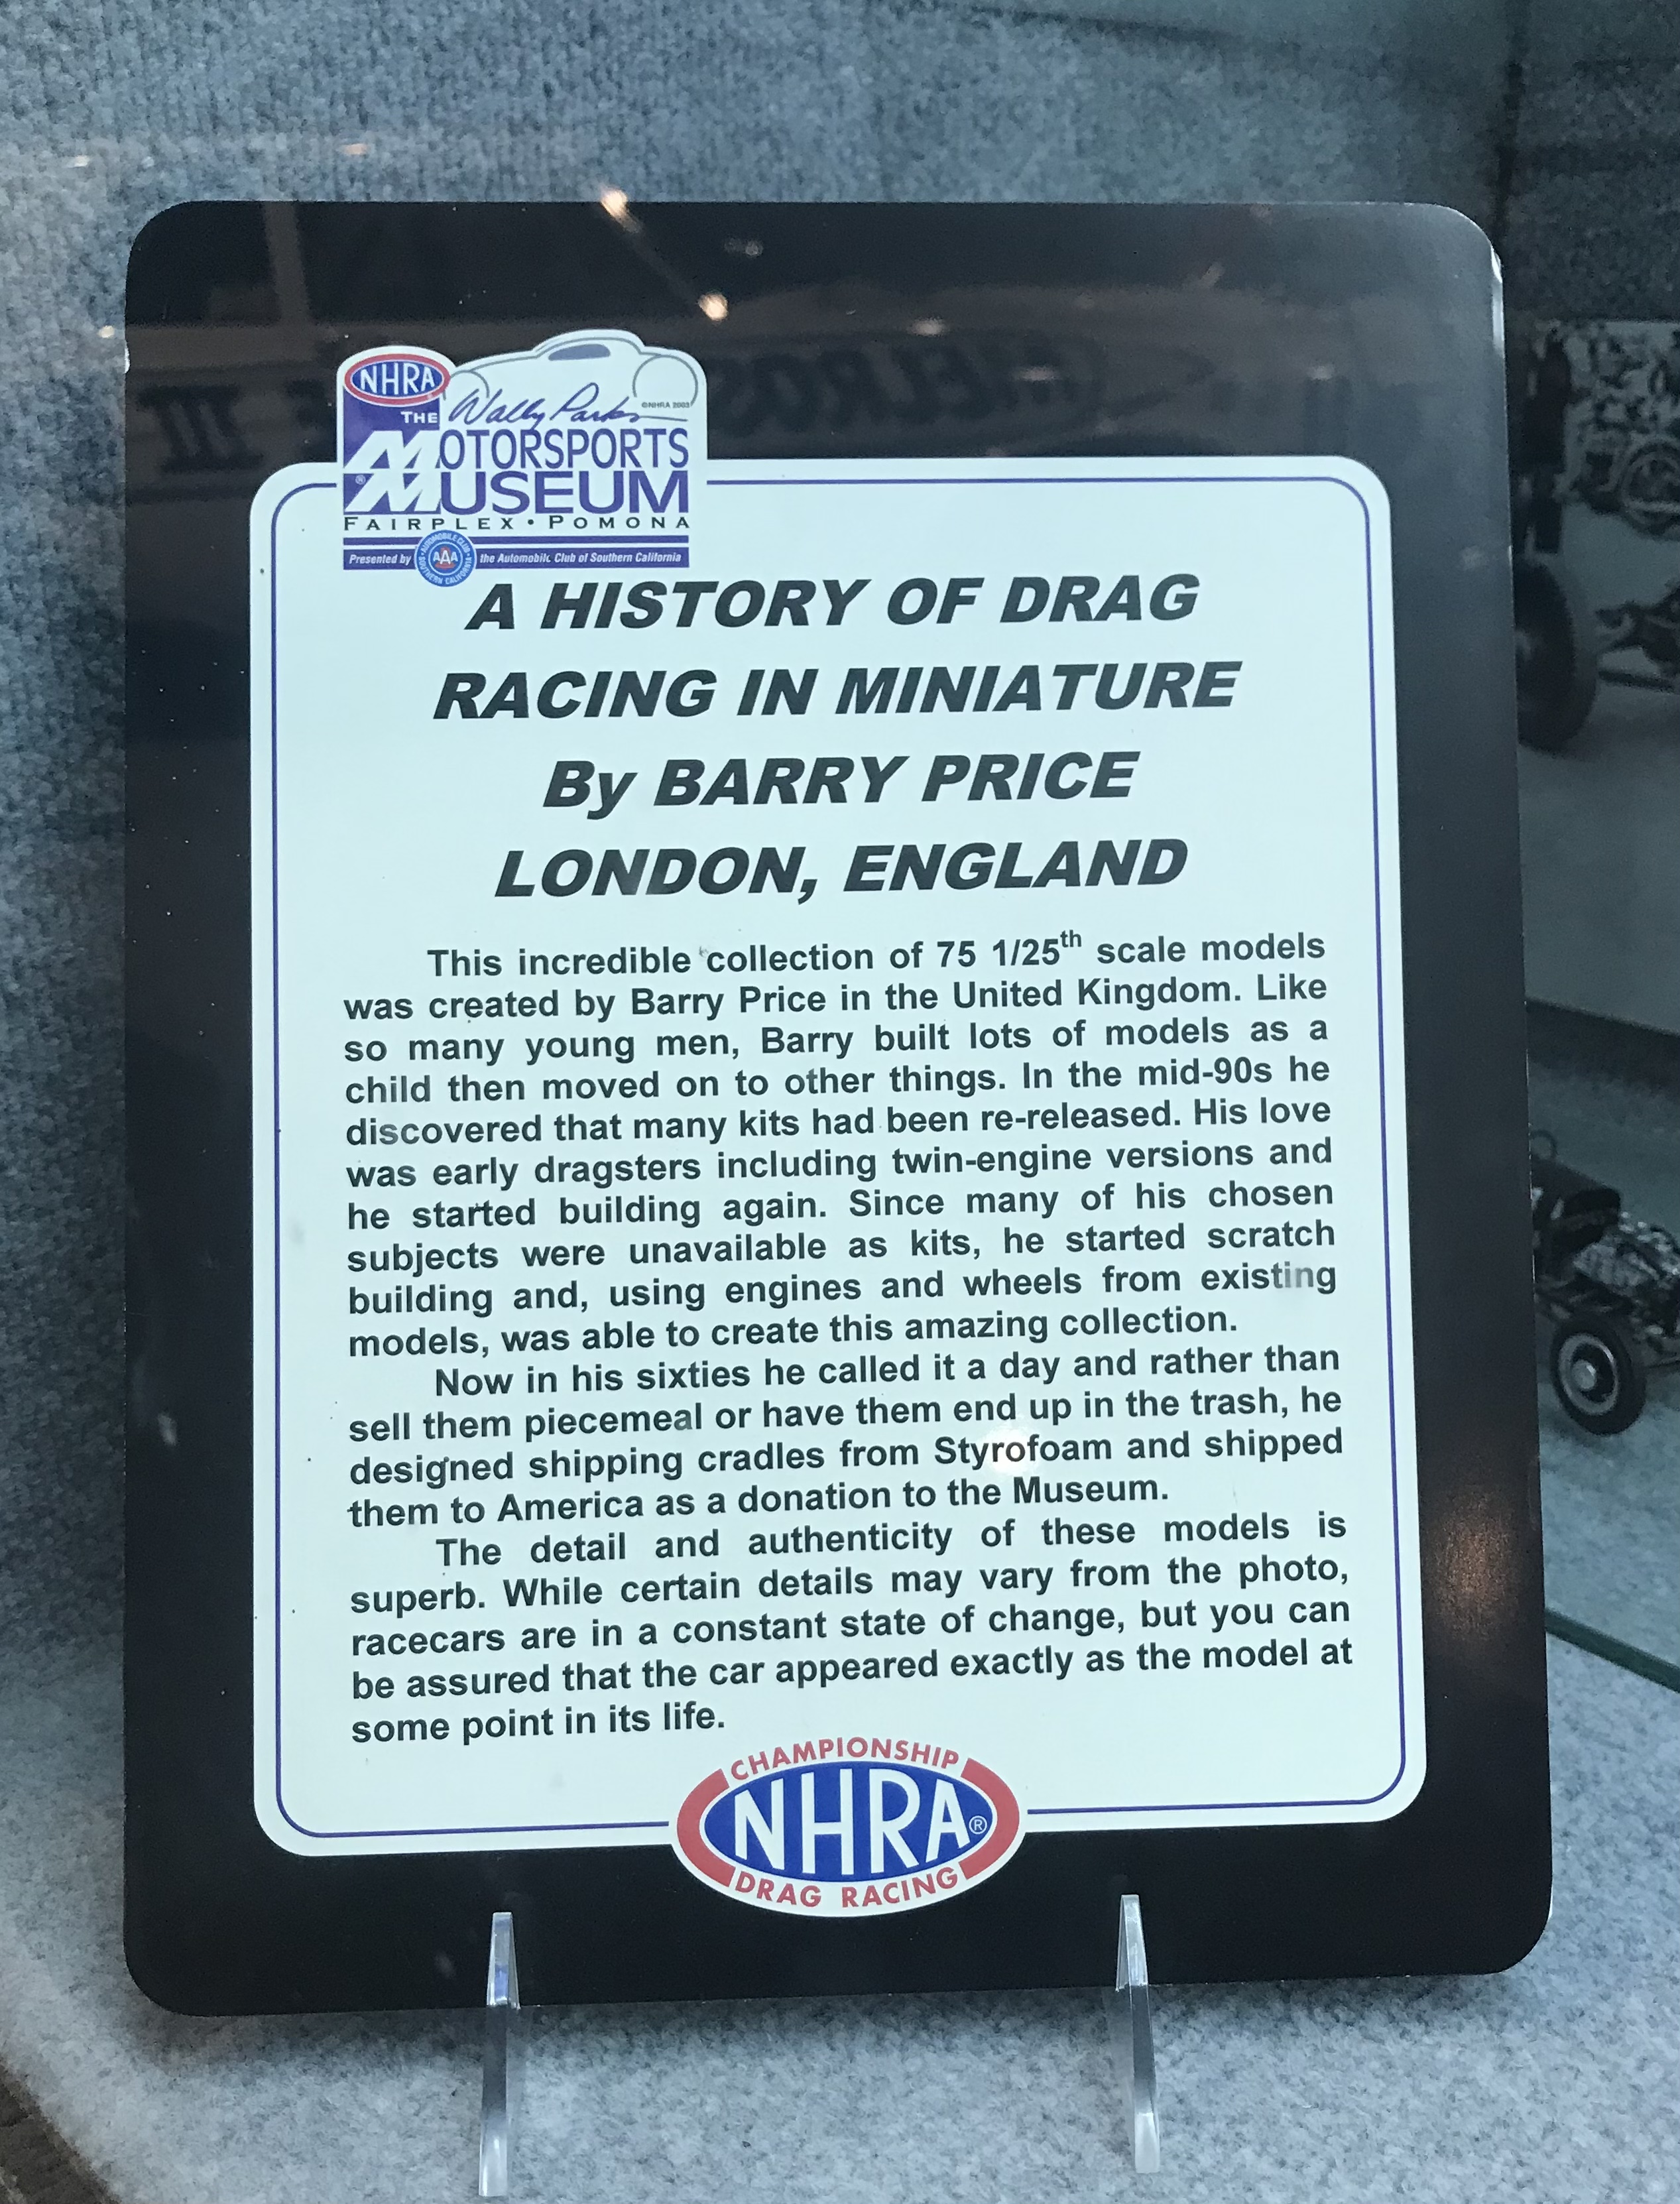 NHRA
THE Wally Parks ©NHRA 2003
MOTORSPORTS
® MUSEUM
FAIRPLEX • POMONA
Presented by AAA the Automobile Club of Southern California
AUTOMOBILE CLUB
SOUTHERN CALIFORNIA
A HISTORY OF DRAG
RACING IN MINIATURE
By BARRY PRICE
LONDON, ENGLAND
This incredible collection of 75 1/25th scale models
was created by Barry Price in the United Kingdom. Like
so many young men, Barry built lots of models as a
child then moved on to other things. In the mid-90s he
discovered that many kits had been re-released. His love
was early dragsters including twin-engine versions and
he started building again. Since many of his chosen
subjects were unavailable as kits, he started scratch
building and, using engines and wheels from existing
models, was able to create this amazing collection.
Now in his sixties he called it a day and rather than
sell them piecemeal or have them end up in the trash, he
designed shipping cradles from Styrofoam and shipped
them to America as a donation to the Museum.
The detail and authenticity of these models is
superb. While certain details may vary from the photo,
racecars are in a constant state of change, but you can
be assured that the car appeared exactly as the model at
some point in its life.
CHAMPIONSHIP
NHRA®
DRAG RACING